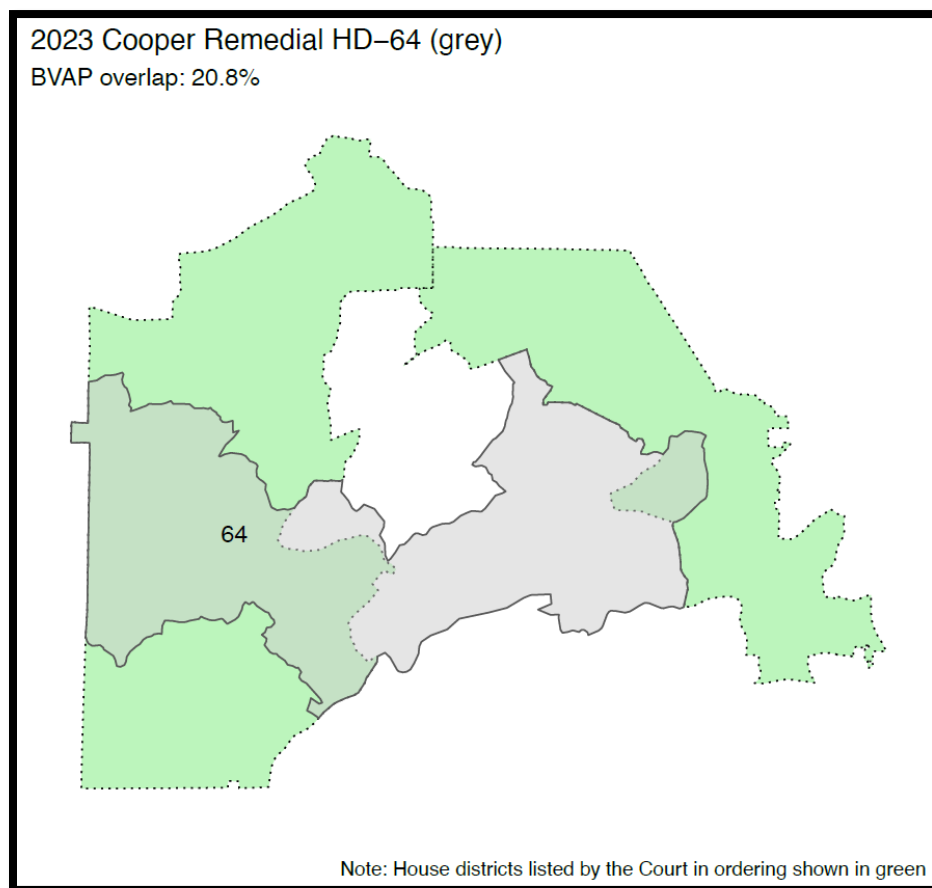 2023 Cooper Remedial HD−64 (grey)
BVAP overlap: 20.8%
64
Note: House districts listed by the Court in ordering shown in green